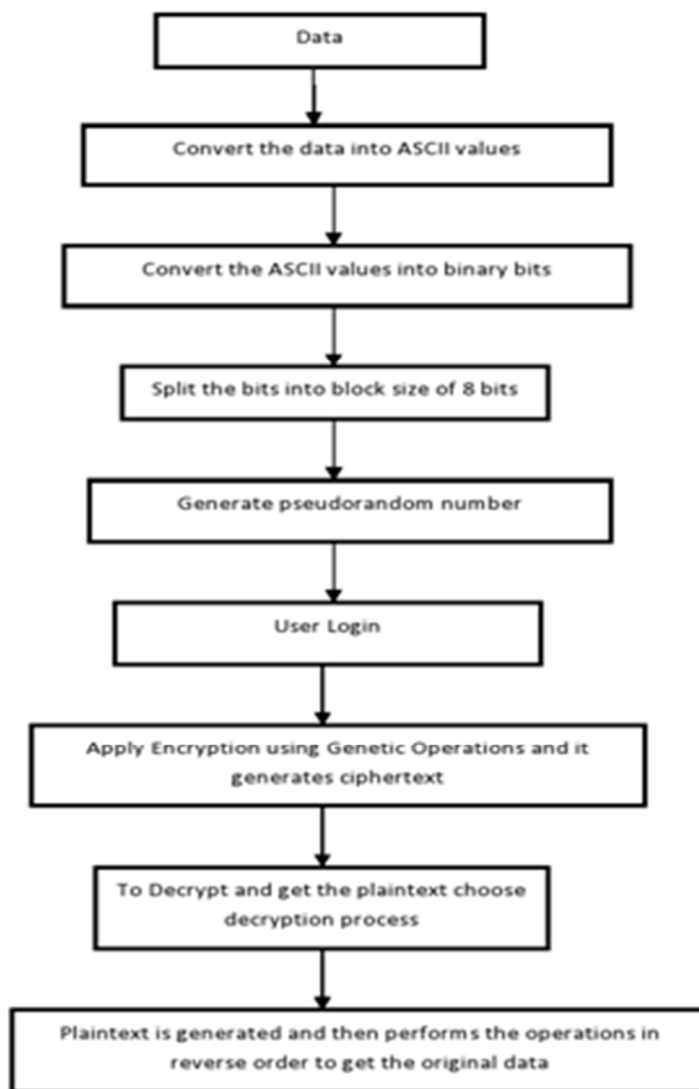 Data
Convert the data into ASCII values
Convert the ASCII values into binary bits
Split the bits into block size of 8 bits
Generate pseudorandom number
User Login
Apply Encryption using Genetic Operations and it
generates ciphertext
To Decrypt and get the plaintext choose
decryption process
Plaintext is generated and then performs the operations in
reverse order to get the original data